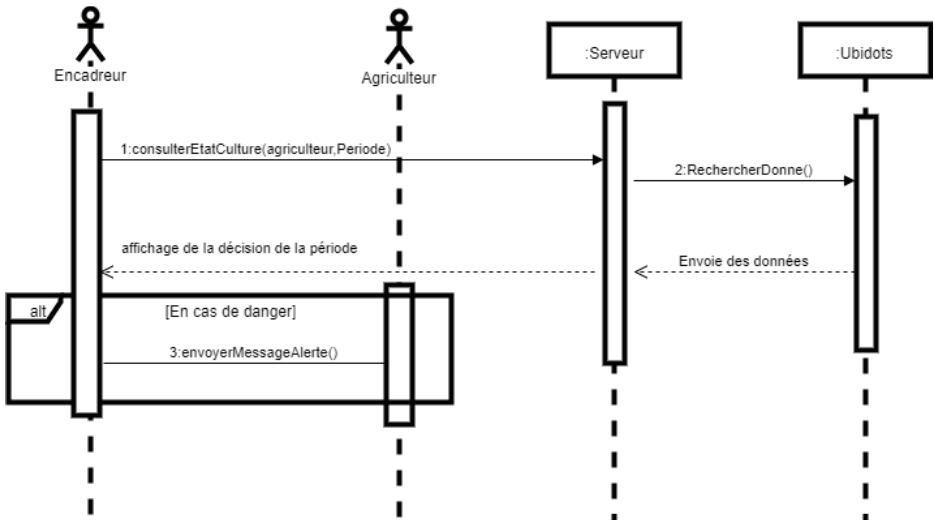 Encadreur
Agriculteur
:Serveur
:Ubidots
1:consulterEtatCulture(agriculteur,Periode)
2:RechercherDonne()
affichage de la décision de la période
Envoie des données
alt
[En cas de danger]
3:envoyerMessageAlerte()